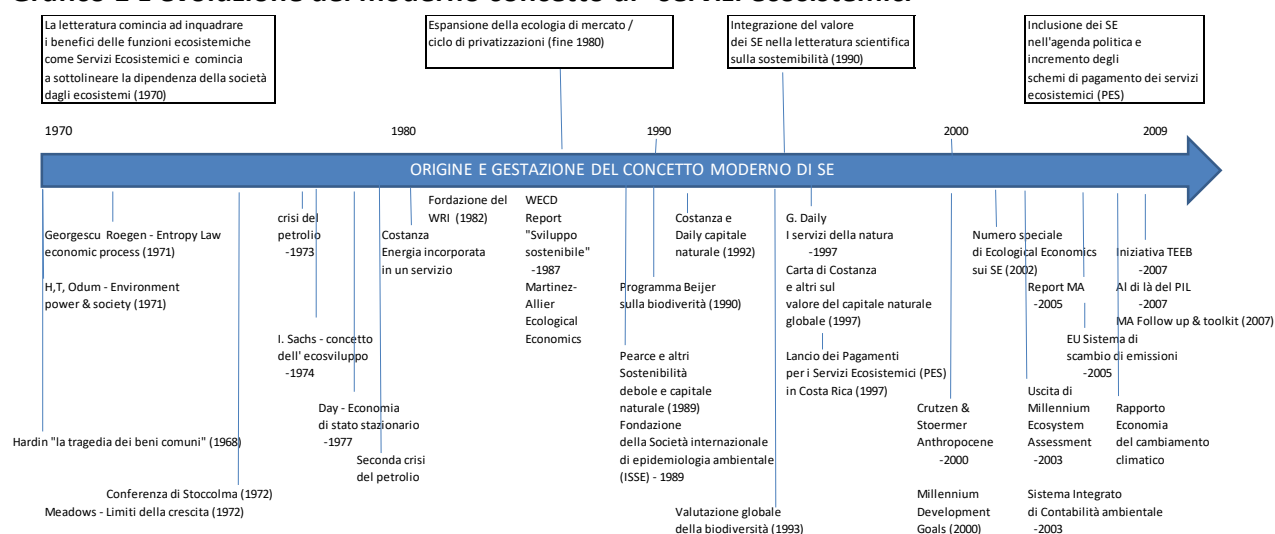 La letteratura comincia ad inquadrare
i benefici delle funzioni ecosistemiche
come Servizi Ecosistemici e comincia
a sottolineare la dipendenza della società
dagli ecosistemi (1970)
Espansione della ecologia di mercato /
ciclo di privatizzazioni (fine 1980)
Integrazione del valore
dei SE nella letteratura scientifica
sulla sostemibilità (1990)
Inclusione dei SE
nell'agenda politica e
incremento degli
schemi di pagamento dei servizi
ecosistemici (PES)
1970
1980
1990
2000
2009
ORIGINE E GESTAZIONE DEL CONCETTO MODERNO DI SE
Georgescu Roegen - Entropy Law
economic process (1971)
H,T, Odum - Environment
power & society (1971)
Hardin "la tragedia dei beni comuni" (1968)
Conferenza di Stoccolma (1972)
Meadows - Limiti della crescita (1972)
crisi del
petrolio
-1973
I. Sachs - concetto
dell' ecosviluppo
-1974
Day - Economia
di stato stazionario
-1977
Seconda crisi
del petrolio
Costanza
Energia incorporata
in un servizio
Fordazione del
WRI (1982)
WECD
Report
"Sviluppo
sostenibile"
-1987
Martinez-
Allier
Ecological
Economics
Programma Beijer
sulla biodiverità (1990)
Pearce e altri
Sostenibilità
debole e capitale
naturale (1989)
Fondazione
della Società internazionale
di epidemiologia ambientale
(ISSE) - 1989
Costanza e
Daily capitale
naturale (1992)
Valutazione globale
della biodiversità (1993)
G. Daily
I servizi della natura
-1997
Carta di Costanza
e altri sul
valore del capitale naturale
globale (1997)
Lancio dei Pagamenti
per i Servizi Ecosistemici (PES)
in Costa Rica (1997)
Crutzen &
Stoermer
Anthropocene
-2000
Millennium
Development
Goals (2000)
Numero speciale
di Ecological Economics
sui SE (2002)
Report MA
-2005
EU Sistema di
scambio di emissioni
-2005
Uscita di
Millennium
Ecosystem
Assessment
-2003
Sistema Integrato
di Contabilità ambientale
-2003
Iniziativa TEEB
-2007
Al di là del PIL
-2007
MA Follow up & toolkit (2007)
Rapporto
Economia
del cambiamento
climatico